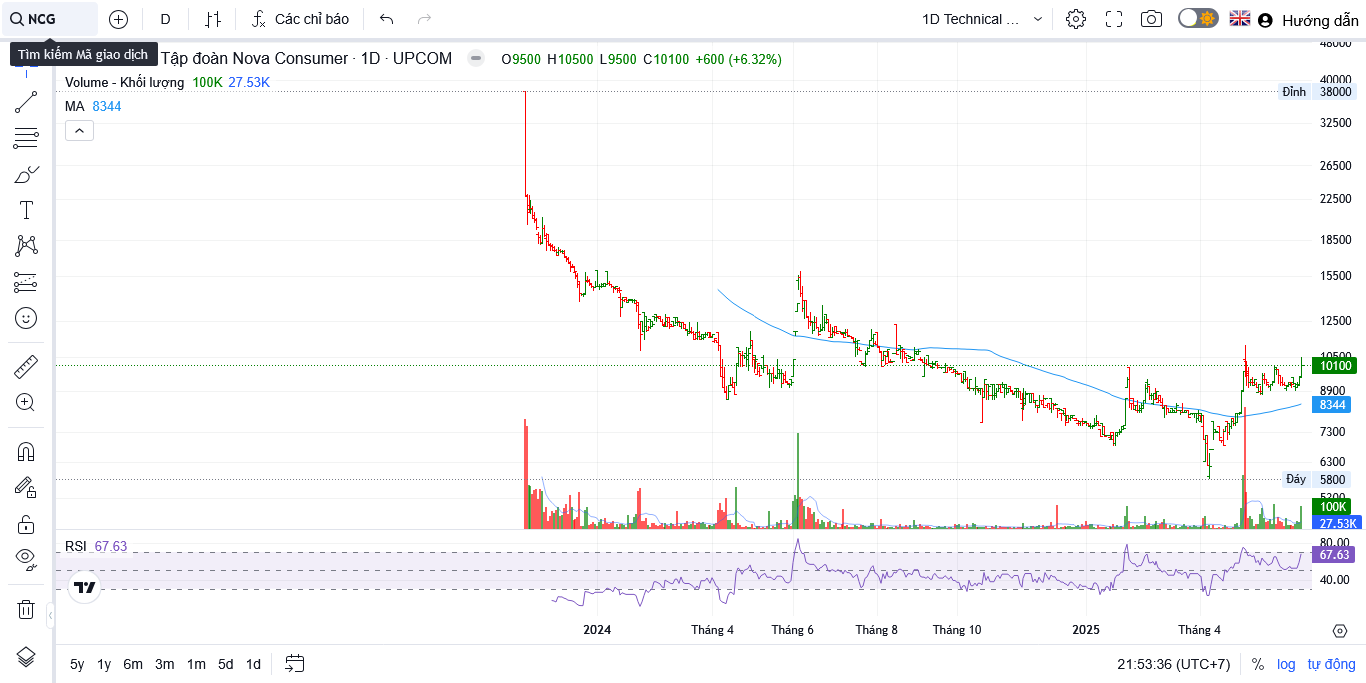 NCG D Các chỉ báo 1D Technical ... Hướng dẫn
Tìm kiếm Mã giao dịch
Tập đoàn Nova Consumer · 1D · UPCOM O9500 H10500 L9500 C10100 +600 (+6.32%)
Volume - Khối lượng 100K 27.53K
MA 8344
48000
40000
Đỉnh 38000
32500
26500
22500
18500
15500
12500
10500
10100
8900
8344
7300
6300
Đáy 5800
5200
100K
27.53K
RSI 67.63
80.00
67.63
40.00
2024 Tháng 4 Tháng 6 Tháng 8 Tháng 10 2025 Tháng 4
5y 1y 6m 3m 1m 5d 1d 21:53:36 (UTC+7) % log tự động